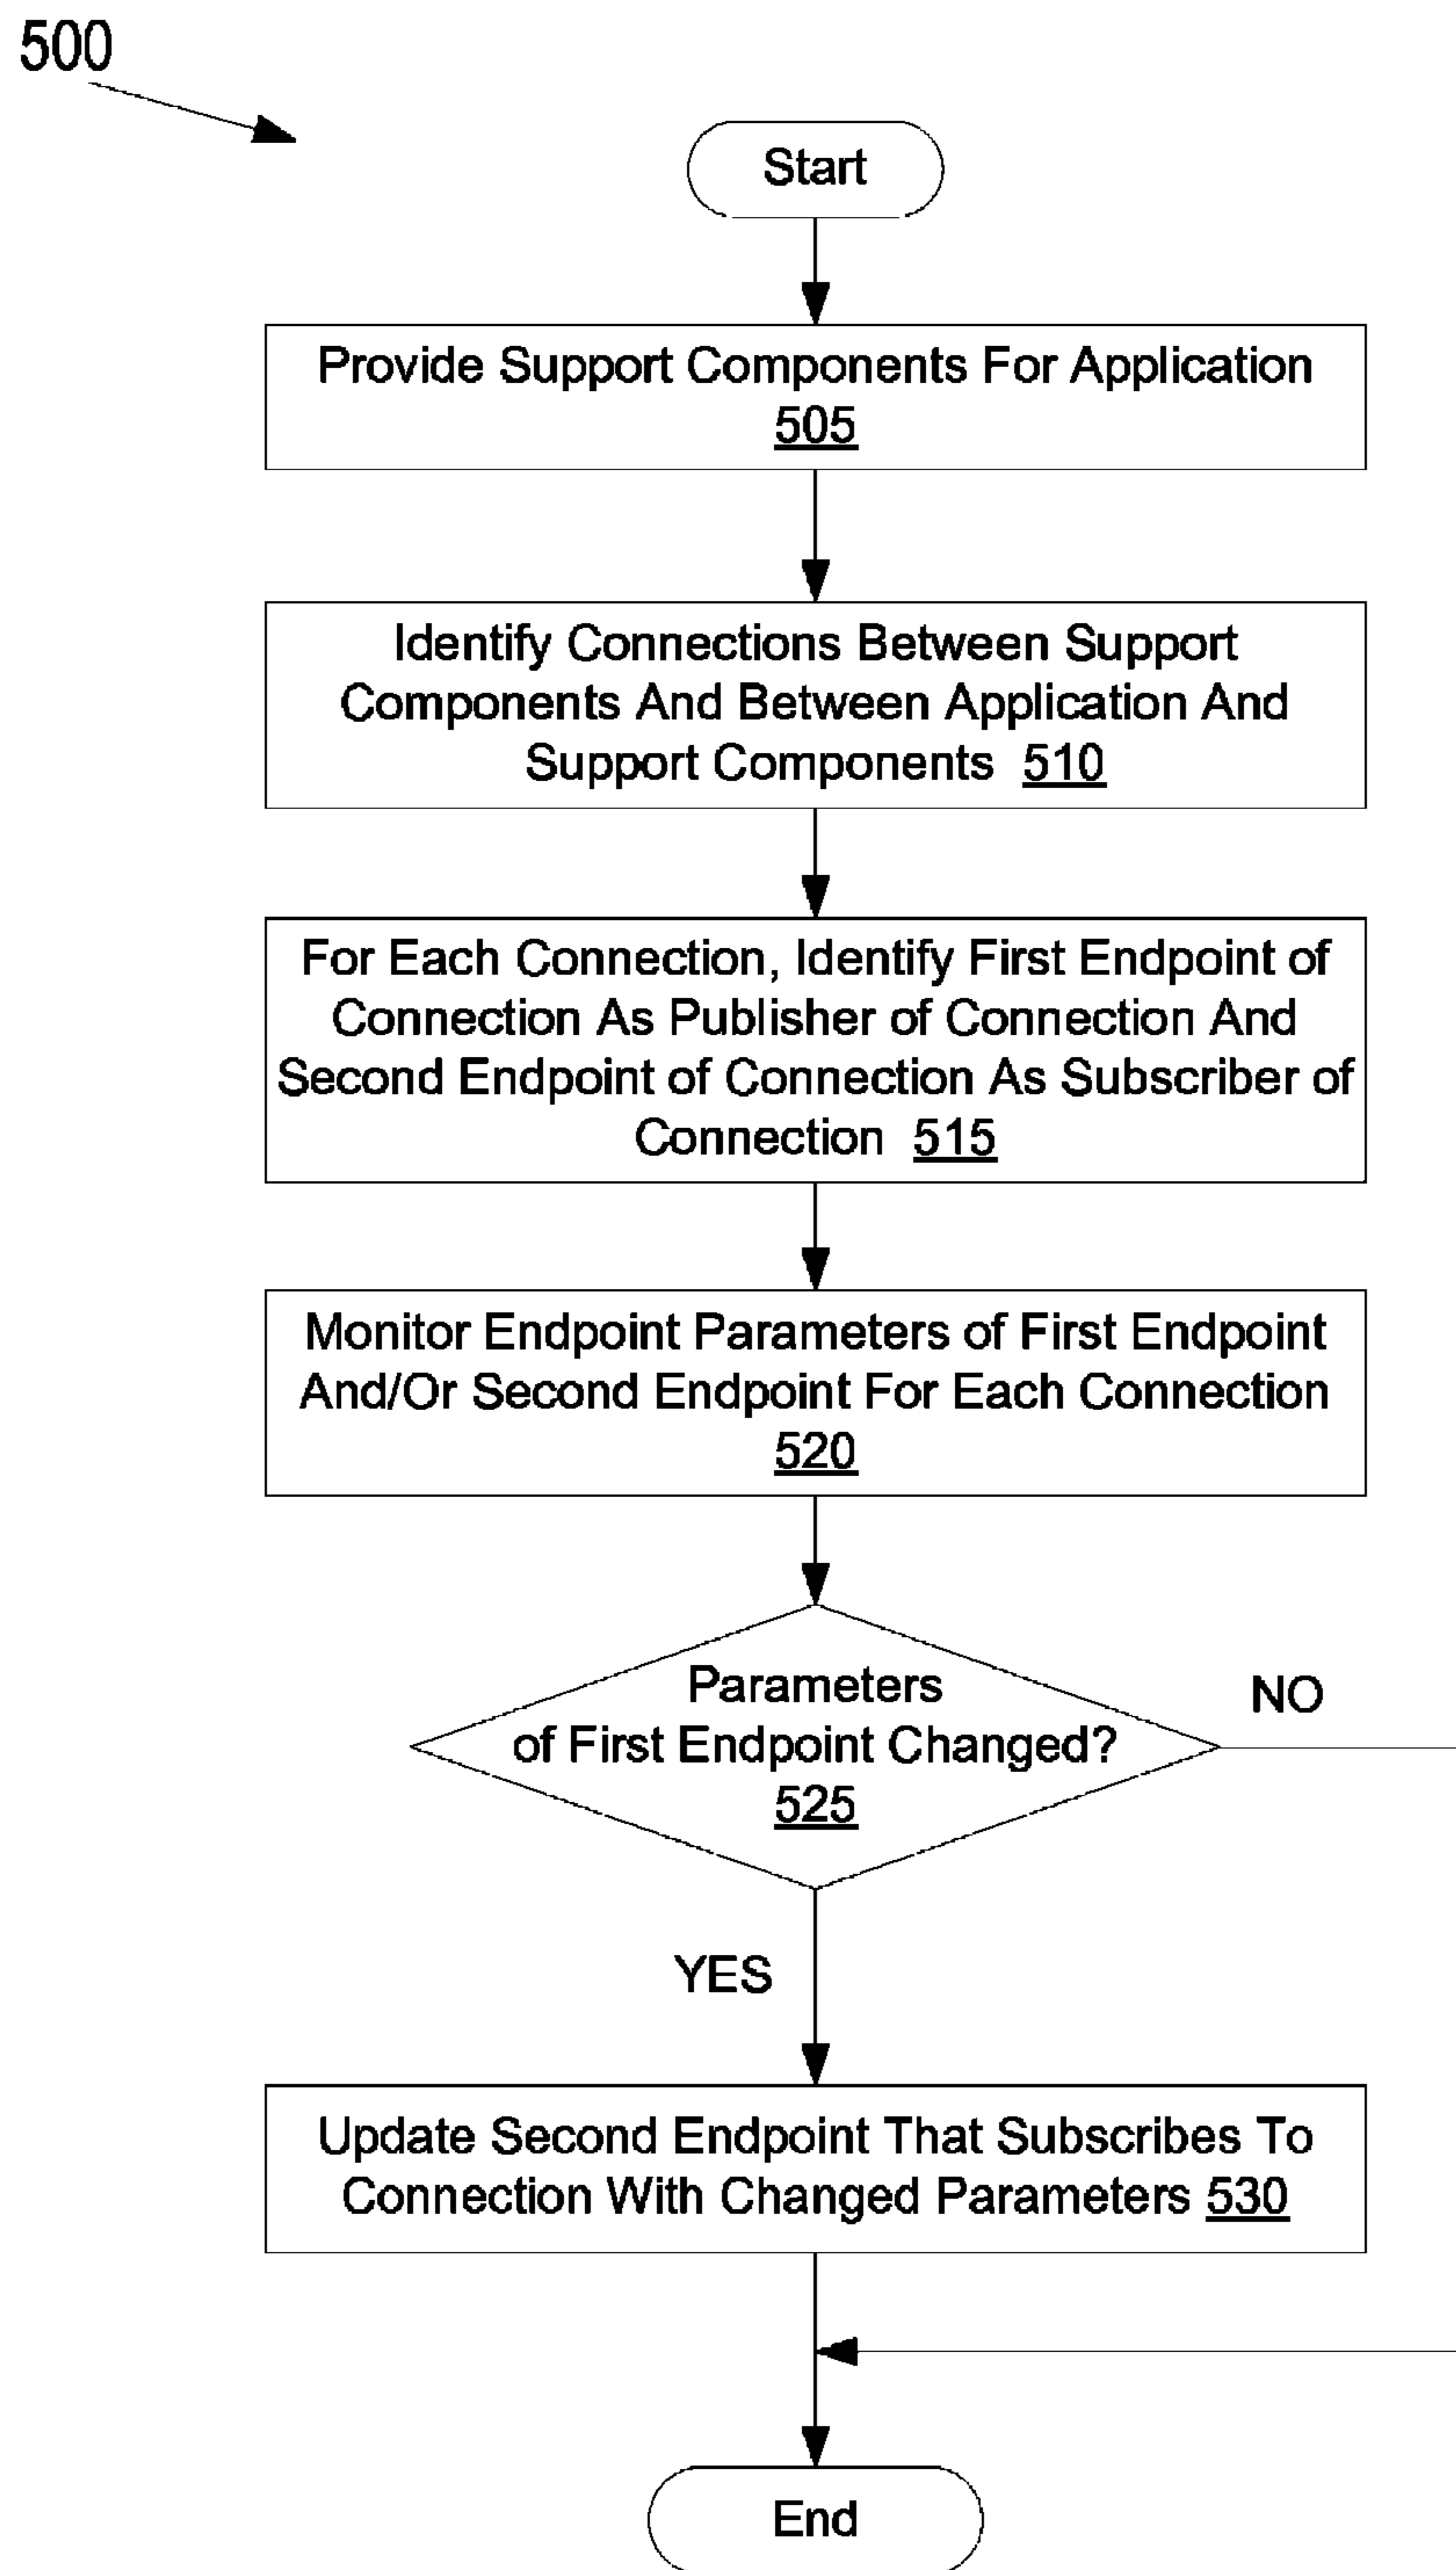 500
Start
Provide Support Components For Application
505
Identify Connections Between Support
Components And Between Application And
Support Components 510
For Each Connection, Identify First Endpoint of
Connection As Publisher of Connection And
Second Endpoint of Connection As Subscriber of
Connection 515
Monitor Endpoint Parameters of First Endpoint
And/Or Second Endpoint For Each Connection
520
Parameters
of First Endpoint Changed?
525
NO
YES
Update Second Endpoint That Subscribes To
Connection With Changed Parameters 530
End